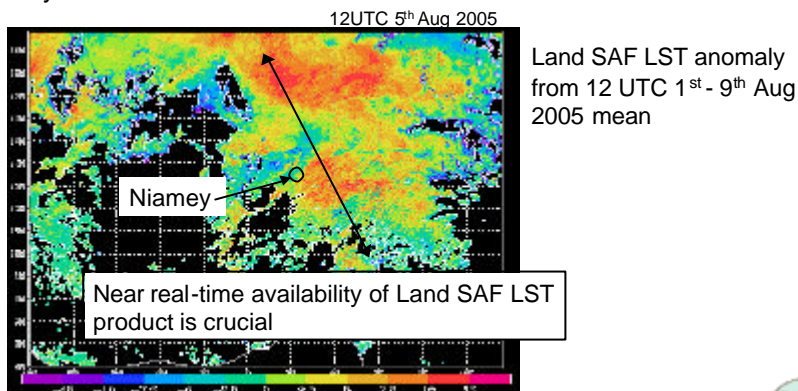 12UTC 5th Aug 2005
Land SAF LST anomaly
from 12 UTC 1st - 9th Aug
2005 mean
Niamey
Near real-time availability of Land SAF LST
product is crucial